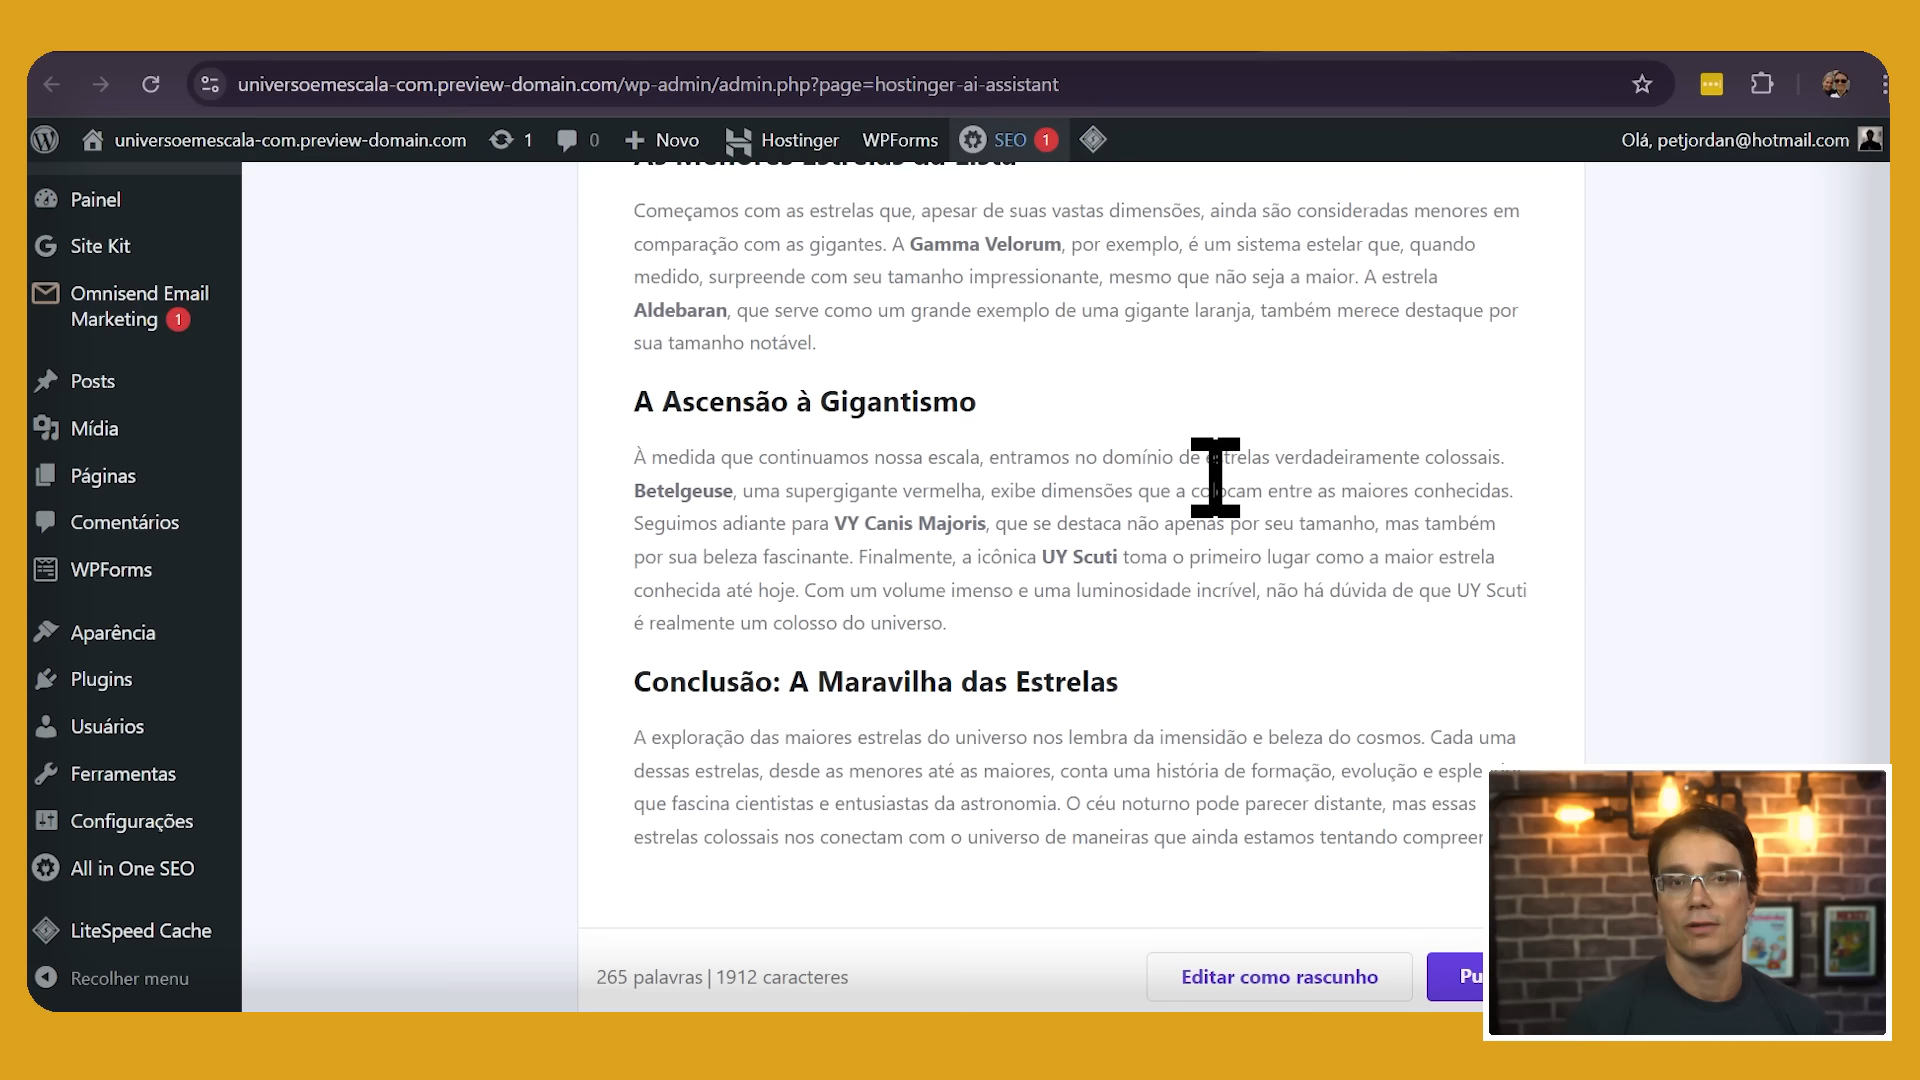 universoemescala-com.preview-domain.com/wp-admin/admin.php?page=hostinger-ai-assistant
universoemescala-com.preview-domain.com 1 0 Novo Hostinger WPForms SEO 1 Olá, petjordan@hotmail.com
Painel
Site Kit
Omnisend Email
Marketing 1
Posts
Mídia
Páginas
Comentários
WPForms
Aparência
Plugins
Usuários
Ferramentas
Configurações
All in One SEO
LiteSpeed Cache
Recolher menu
As Menores Estrelas da Lista
Começamos com as estrelas que, apesar de suas vastas dimensões, ainda são consideradas menores em
comparação com as gigantes. A Gamma Velorum, por exemplo, é um sistema estelar que, quando
medido, surpreende com seu tamanho impressionante, mesmo que não seja a maior. A estrela
Aldebaran, que serve como um grande exemplo de uma gigante laranja, também merece destaque por
sua tamanho notável.
A Ascensão à Gigantismo
À medida que continuamos nossa escala, entramos no domínio de estrelas verdadeiramente colossais.
Betelgeuse, uma supergigante vermelha, exibe dimensões que a colocam entre as maiores conhecidas.
Seguimos adiante para VY Canis Majoris, que se destaca não apenas por seu tamanho, mas também
por sua beleza fascinante. Finalmente, a icônica UY Scuti toma o primeiro lugar como a maior estrela
conhecida até hoje. Com um volume imenso e uma luminosidade incrível, não há dúvida de que UY Scuti
é realmente um colosso do universo.
Conclusão: A Maravilha das Estrelas
A exploração das maiores estrelas do universo nos lembra da imensidão e beleza do cosmos. Cada uma
dessas estrelas, desde as menores até as maiores, conta uma história de formação, evolução e esple
que fascina cientistas e entusiastas da astronomia. O céu noturno pode parecer distante, mas essas
estrelas colossais nos conectam com o universo de maneiras que ainda estamos tentando compreer
265 palavras | 1912 caracteres
Editar como rascunho
Pu